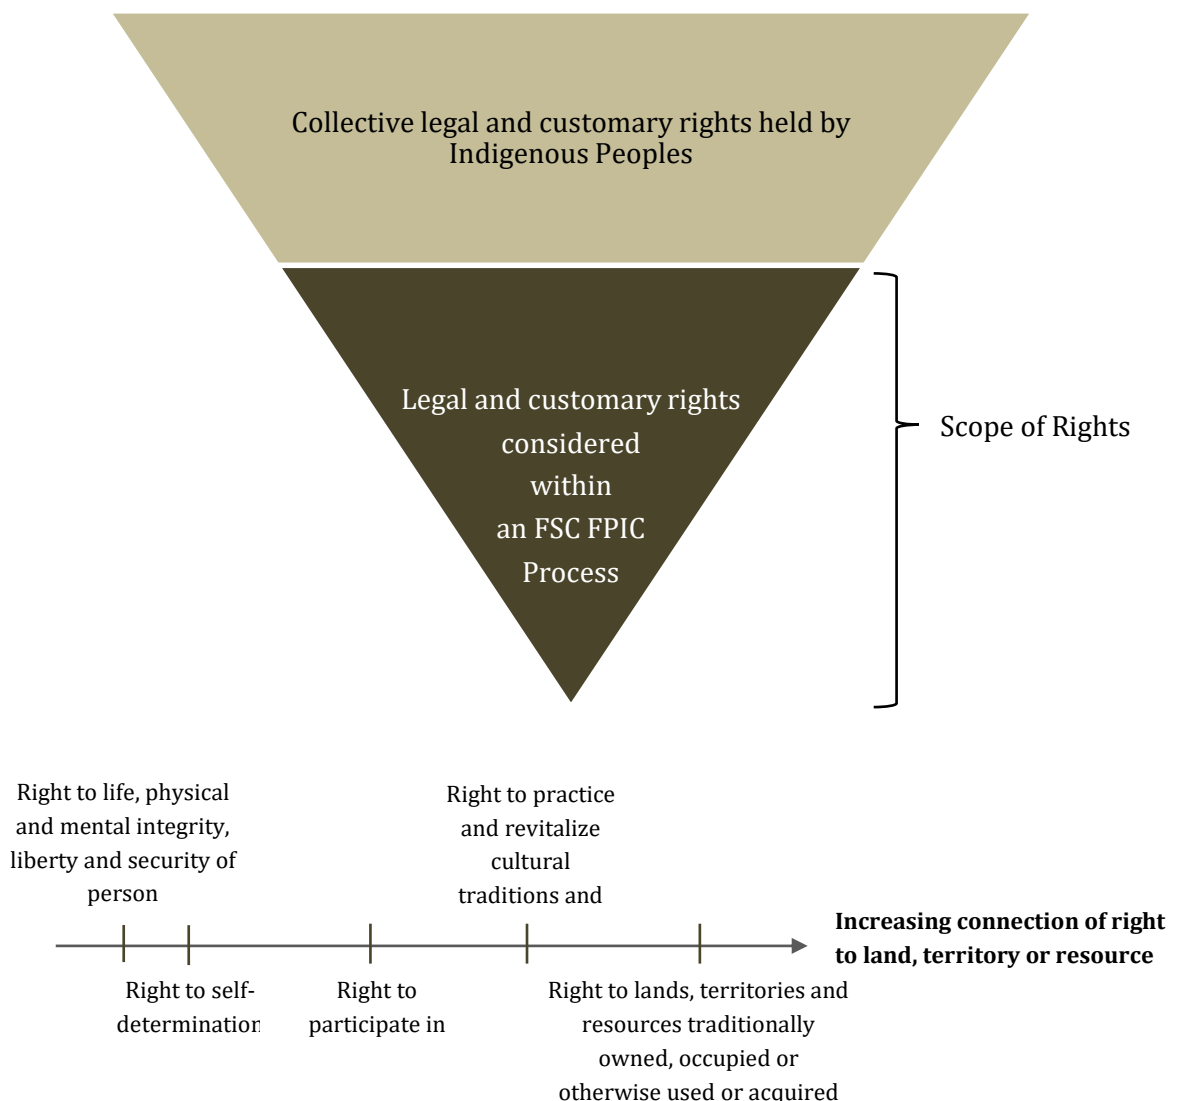 Collective legal and customary rights held by
Indigenous Peoples
Legal and customary rights
considered
within
an FSC FPIC
Process
Scope of Rights
Right to life, physical
and mental integrity,
liberty and security of
person
Right to practice
and revitalize
cultural
traditions and
Increasing connection of right
to land, territory or resource
Right to self-
determination
Right to
participate in
Right to lands, territories and
resources traditionally
owned, occupied or
otherwise used or acquired